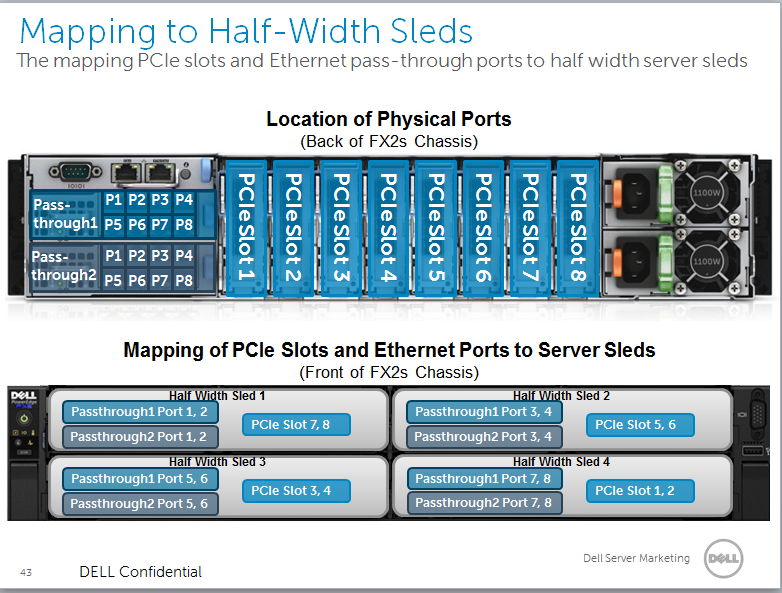 Mapping to Half-Width Sleds
The mapping PCIe slots and Ethernet pass-through ports to half width server sleds
Location of Physical Ports
(Back of FX2s Chassis)
Pass-
through1
P1 P2 P3 P4
P5 P6 P7 P8
Pass-
through2
P1 P2 P3 P4
P5 P6 P7 P8
PCIe Slot 1
PCIe Slot 2
PCIe Slot 3
PCIe Slot 4
PCIe Slot 5
PCIe Slot 6
PCIe Slot 7
PCIe Slot 8
1100W
1100W
Mapping of PCIe Slots and Ethernet Ports to Server Sleds
(Front of FX2s Chassis)
DELL
PowerEdge
Half Width Sled 1
Passthrough1 Port 1, 2
Passthrough2 Port 1, 2
PCIe Slot 7, 8
Half Width Sled 2
Passthrough1 Port 3, 4
Passthrough2 Port 3, 4
PCIe Slot 5, 6
Half Width Sled 3
Passthrough1 Port 5, 6
Passthrough2 Port 5, 6
PCIe Slot 3, 4
Half Width Sled 4
Passthrough1 Port 7, 8
Passthrough2 Port 7, 8
PCIe Slot 1, 2
43
DELL Confidential
Dell Server Marketing
DELL